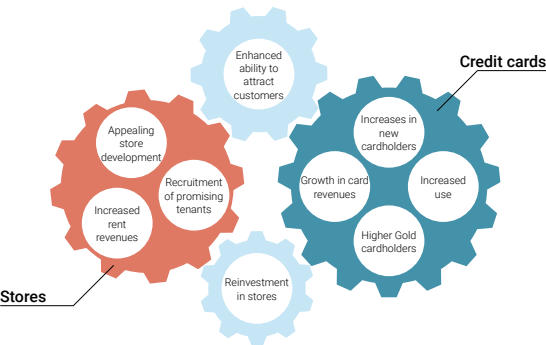 Enhanced
ability to
attract
customers
Credit cards
Appealing
store
development
Recruitment
of promising
tenants
Increased
rent
revenues
Stores
Increases in
new
cardholders
Growth in card
revenues
Increased
use
Higher Gold
cardholders
Reinvestment
in stores